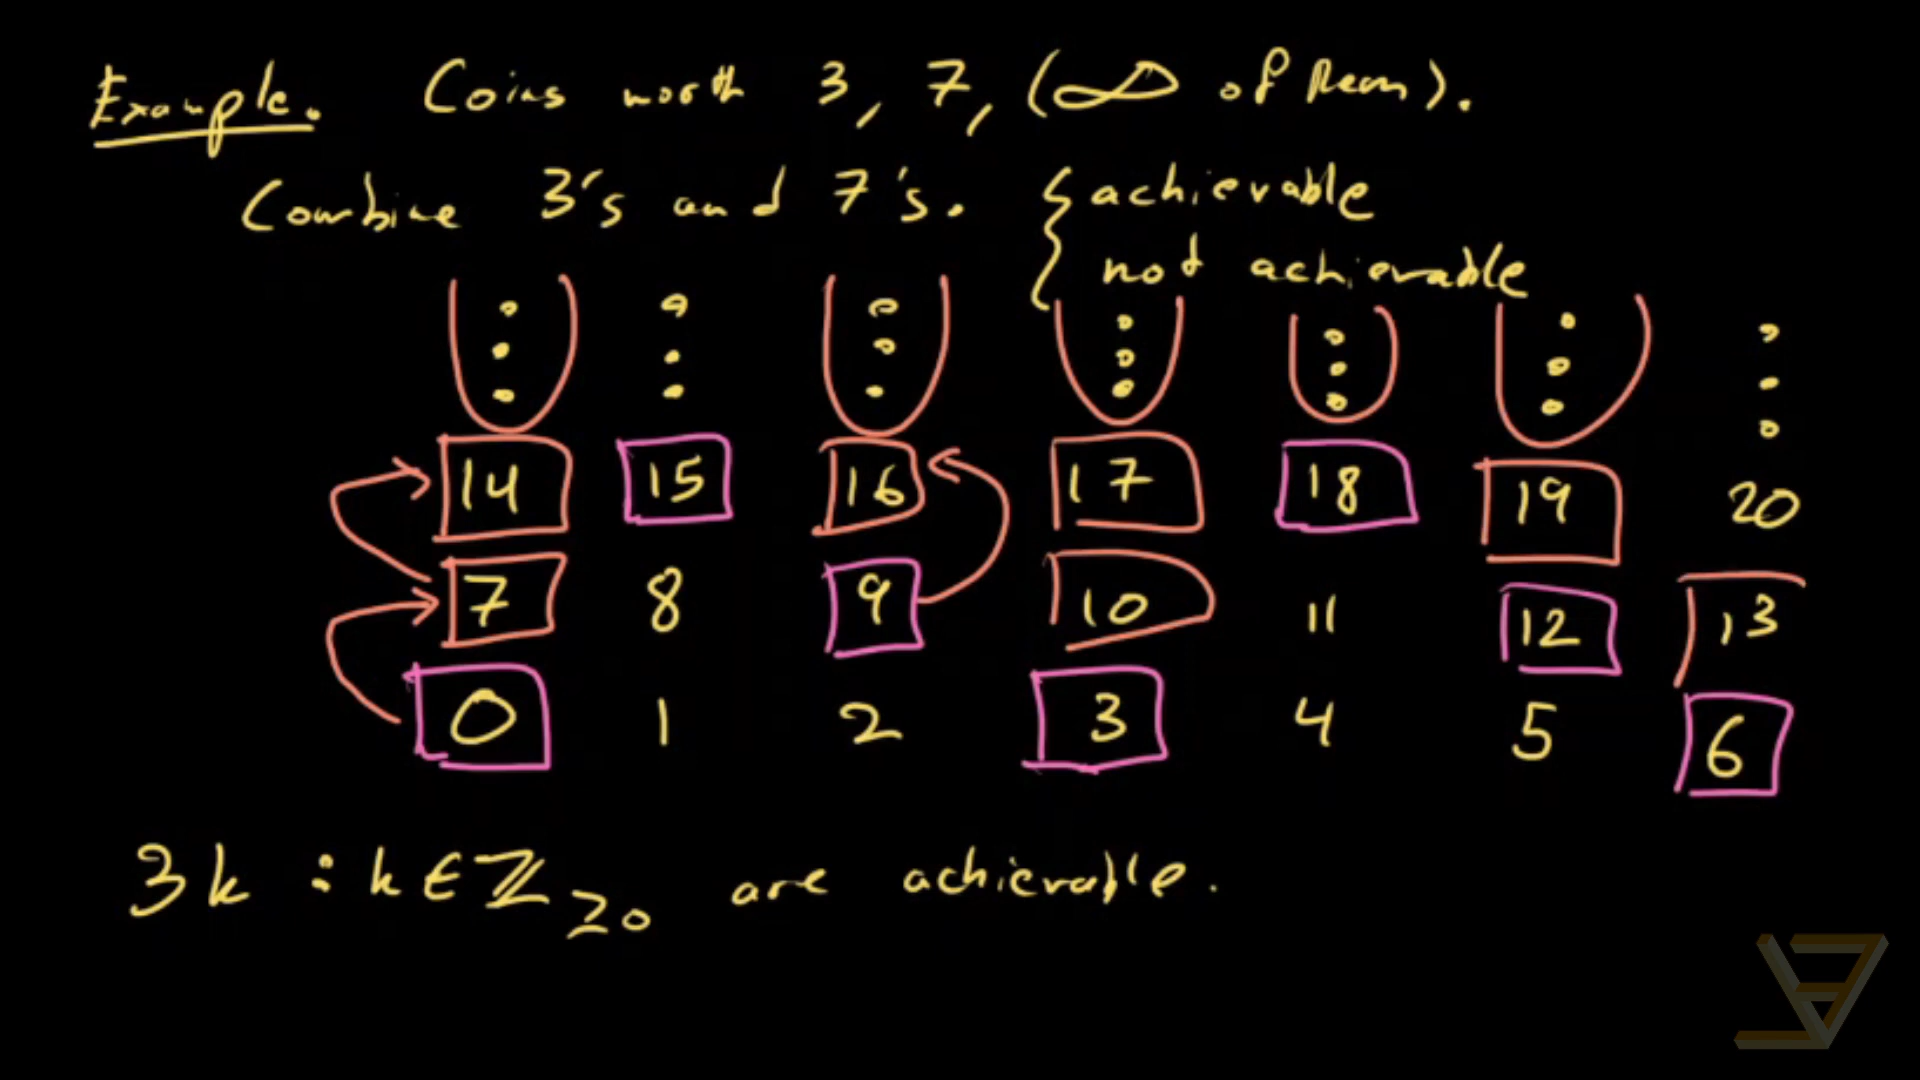 Example. Coins worth 3, 7, (∞ of them).
Combine 3's and 7's. { achievable
not achievable
14 15 16 17 18 19 20
7 8 9 10 11 12 13
0 1 2 3 4 5 6
3k : k ∈ ℤ≥0 are achievable.